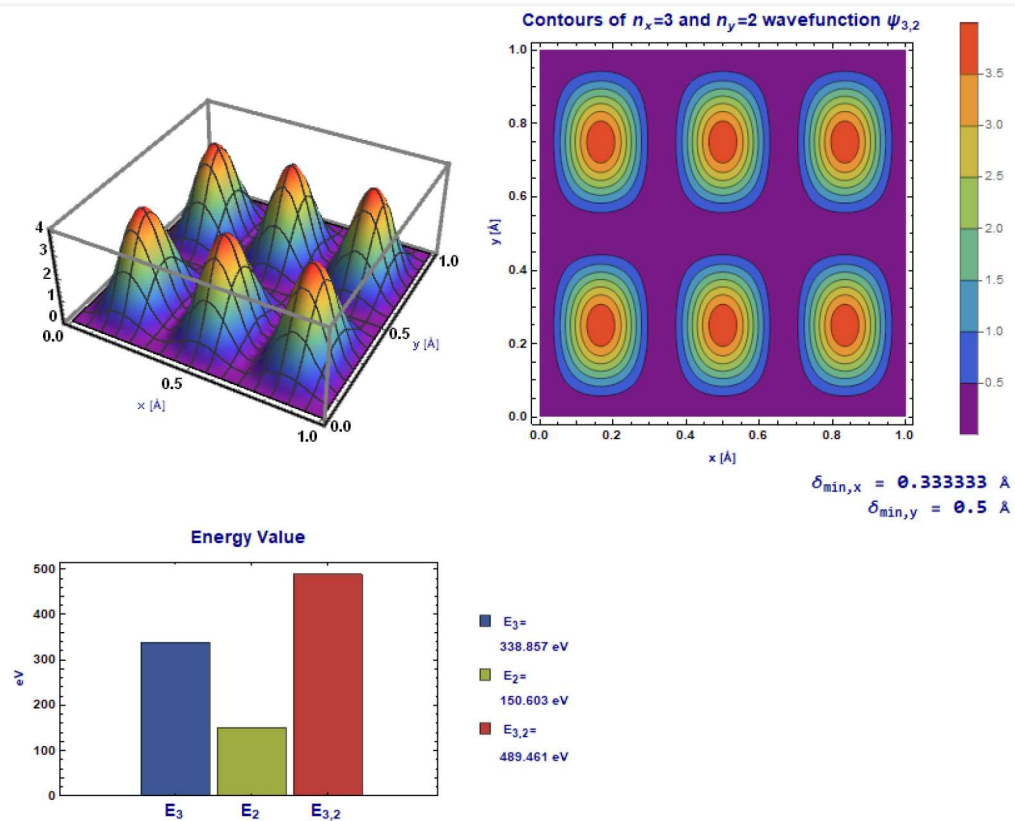 Contours of nx=3 and ny=2 wavefunction ψ3,2
4
3
2
1
0
0.0
0.5
x [Å]
1.0
0.0
0.5
y [Å]
1.0
1.0
0.8
0.6
0.4
0.2
0.0
y [Å]
0.0 0.2 0.4 0.6 0.8 1.0
x [Å]
3.5
3.0
2.5
2.0
1.5
1.0
0.5
δmin,x = 0.333333 Å
δmin,y = 0.5 Å
Energy Value
500
400
300
200
100
0
eV
E3 E2 E3,2
E3=
338.857 eV
E2=
150.603 eV
E3,2=
489.461 eV